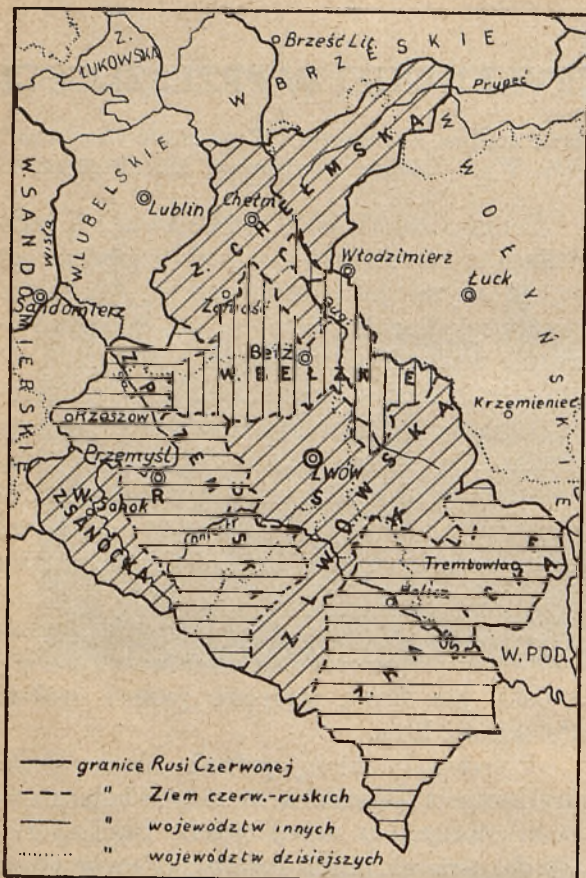 Z.
ŁUKOWSKA
Brześć Lit.
W BRZESKIE
Prypeć
W. SANDOMIERSKIE
Wisła
W. LUBELSKIE
Lublin
Chełm
Z. CHEŁMSKA
WOŁYŃSKIE
Włodzimierz
Łuck
Sandomierz
Zamość
Bug
Bełz
W. BEŁZKIE
Krzemieniec
Rzeszów
Przemyśl
Z. PRZEMYSKA
LWÓW
Z. LWOWSKA
W. RUSKIE
Sanok
Z. SANOCKA
Dniestr
Trembowla
Halicz
W. POD.
granice Rusi Czerwonej
" Ziem czerw.-ruskich
" województw innych
" województw dzisiejszych